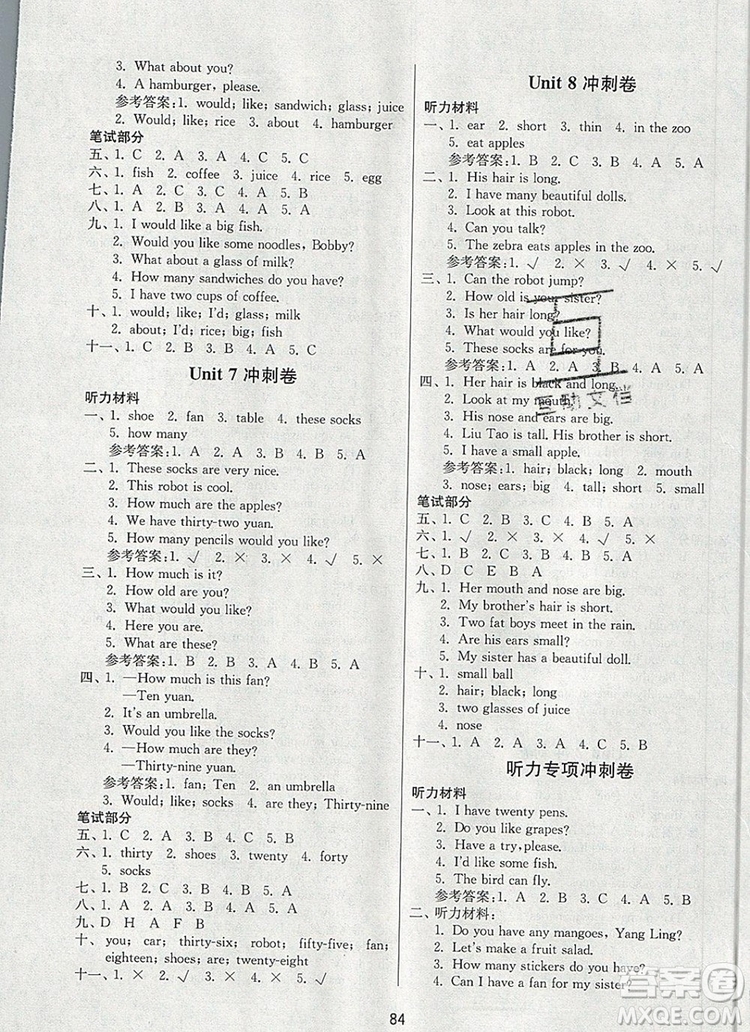 3. What about you?
4. A hamburger, please.
参考答案:1. would; like; sandwich; glass; juice
2. Would; like; rice 3. about 4. hamburger
笔试部分
五、1. C 2. A 3. A 4. C 5. A
六、1. fish 2. coffee 3. juice 4. rice 5. egg
七、1. A 2. B 3. C 4. A 5. B
八、1. A 2. A 3. B 4. B 5. A
九、1. I would like a big fish.
2. Would you like some noodles, Bobby?
3. What about a glass of milk?
4. How many sandwiches do you have?
5. I have two cups of coffee.
十、1. would; like; I'd; glass; milk
2. about; I'd; rice; big; fish
十一、1. C 2. B 3. B 4. A 5. C
Unit 7 冲刺卷
听力材料
一、1. shoe 2. fan 3. table 4. these socks
5. how many
参考答案:1. B 2. A 3. A 4. B 5. A
二、1. These socks are very nice.
2. This robot is cool.
3. How much are the apples?
4. We have thirty-two yuan.
5. How many pencils would you like?
参考答案:1. √ 2. × 3. × 4. √ 5. ×
三、1. How much is it?
2. How old are you?
3. What would you like?
4. Here you are.
5. What are these?
参考答案:1. B 2. A 3. B 4. B 5. A
四、1. —How much is this fan?
—Ten yuan.
2. It's an umbrella.
3. Would you like the socks?
4. —How much are they?
—Thirty-nine yuan.
参考答案:1. fan; Ten 2. an umbrella
3. Would; like; socks 4. are they; Thirty-nine
笔试部分
五、1. C 2. A 3. B 4. C 5. B
六、1. thirty 2. shoes 3. twenty 4. forty
5. socks
七、1. C 2. B 3. B 4. A 5. B
八、1. A 2. A 3. B 4. A 5. B
九、D H A F B
十、you; car; thirty-six; robot; fifty-five; fan;
eighteen; shoes; are; twenty-eight
十一、1. × 2. × 3. √ 4. × 5. √
Unit 8 冲刺卷
听力材料
一、1. ear 2. short 3. thin 4. in the zoo
5. eat apples
参考答案:1. B 2. C 3. C 4. B 5. C
二、1. His hair is long.
2. I have many beautiful dolls.
3. Look at this robot.
4. Can you talk?
5. The zebra eats apples in the zoo.
参考答案:1. × 2. √ 3. √ 4. × 5. √
三、1. Can the robot jump?
2. How old is your sister?
3. Is her hair long?
4. What would you like?
5. These socks are for you.
参考答案:1. B 2. A 3. B 4. B 5. A
四、1. Her hair is black and long.
2. Look at my mouth.
3. His nose and ears are big.
4. Liu Tao is tall. His brother is short.
5. I have a small apple.
参考答案:1. hair; black; long 2. mouth
3. nose; ears; big 4. tall; short 5. small
笔试部分
五、1. C 2. B 3. C 4. B 5. A
六、1. √ 2. √ 3. × 4. × 5. √
七、1. B 2. B 3. C 4. B 5. A
八、D C E B A
九、1. Her mouth and nose are big.
2. My brother's hair is short.
3. Two fat boys meet in the rain.
4. Are his ears small?
5. My sister has a beautiful doll.
十、1. small ball
2. hair; black; long
3. two glasses of juice
4. nose
十一、1. A 2. A 3. A 4. B 5. B
听力专项冲刺卷
听力材料
一、1. I have twenty pens.
2. Do you like grapes?
3. Have a try, please!
4. I'd like some fish.
5. The bird can fly.
参考答案:1. B 2. B 3. A 4. B 5. A
二、听力材料:
1. Do you have any mangoes, Yang Ling?
2. Let's make a fruit salad.
3. How many stickers do you have?
4. Can I have a fan for my sister?
84
互动文档
答案圈
MXQE.COM